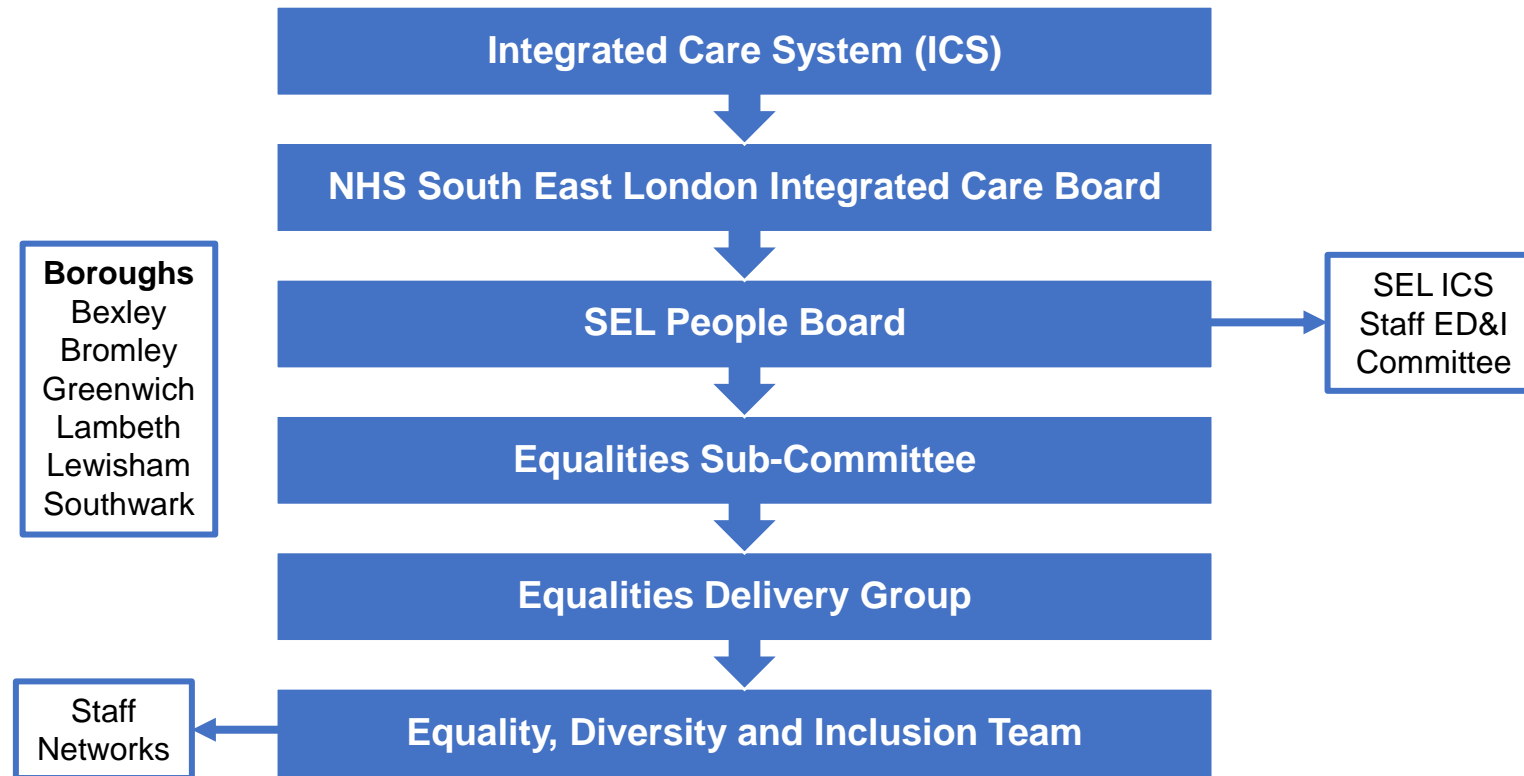 Integrated Care System (ICS)
NHS South East London Integrated Care Board
Boroughs
Bexley
Bromley
Greenwich
Lambeth
Lewisham
Southwark
SEL People Board
SEL ICS
Staff ED&I
Committee
Equalities Sub-Committee
Equalities Delivery Group
Staff
Networks
Equality, Diversity and Inclusion Team